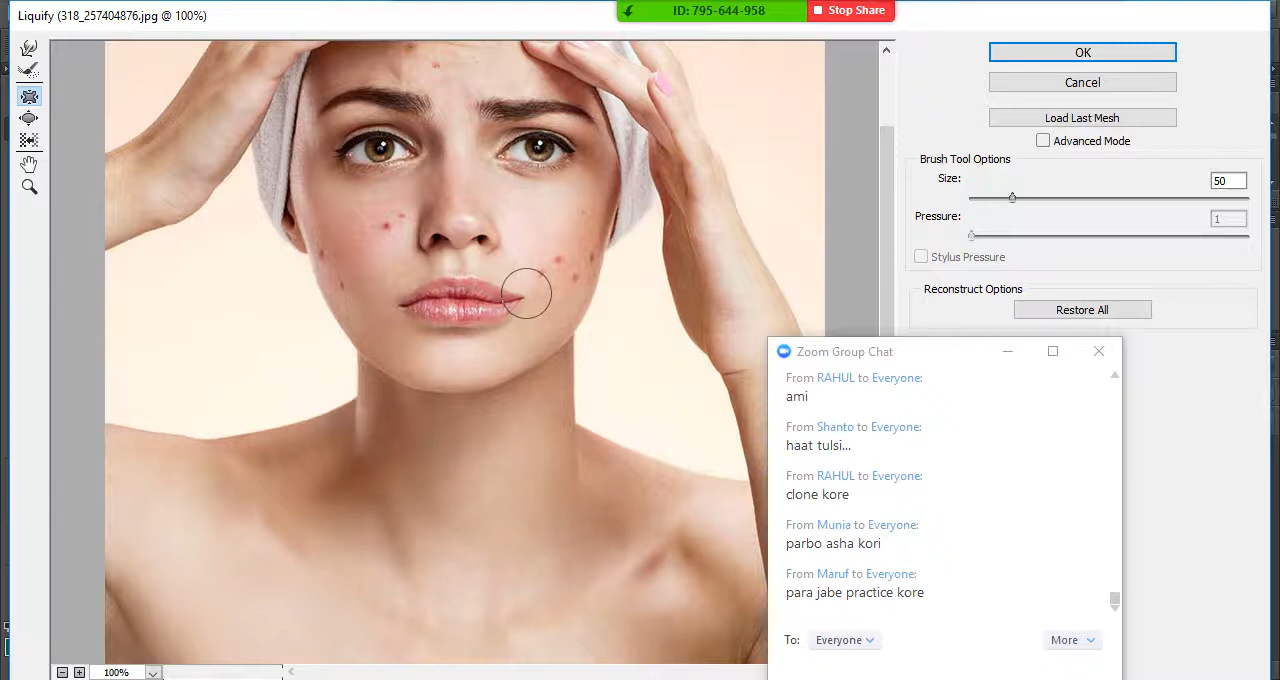 Liquify (318_257404876.jpg @ 100%)
ID: 795-644-958
Stop Share
OK
Cancel
Load Last Mesh
Advanced Mode
Brush Tool Options
Size:
50
Pressure:
1
Stylus Pressure
Reconstruct Options
Restore All
Zoom Group Chat
From RAHUL to Everyone:
ami
From Shanto to Everyone:
haat tulsi...
From RAHUL to Everyone:
clone kore
From Munia to Everyone:
parbo asha kori
From Maruf to Everyone:
para jabe practice kore
To: Everyone
More
100%